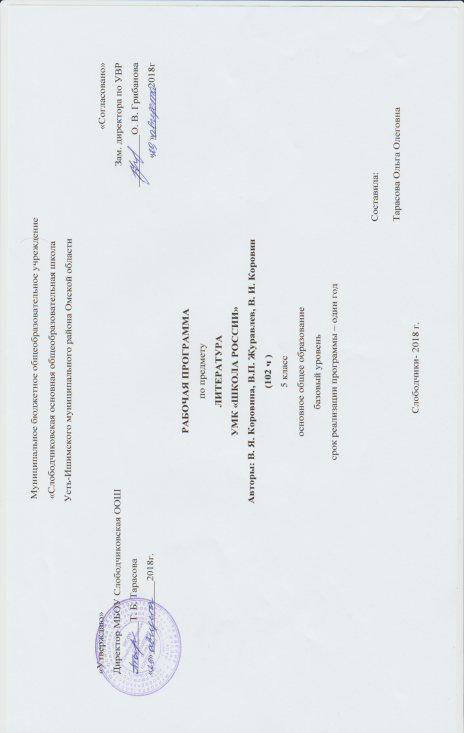 Муниципальное бюджетное общеобразовательное учреждение
«Слободчиковская основная общеобразовательная школа
Усть-Ишимского муниципального района Омской области
«Утверждаю»
Директор МБОУ Слободчиковская ООШ
Т. Б. Тарасова
августа 2018г.
«Согласовано»
Зам. директора по УВР
О. В. Грибанова
августа 2018г
РАБОЧАЯ ПРОГРАММА
по предмету
ЛИТЕРАТУРА
УМК «ШКОЛА РОССИИ»
Авторы: В. Я. Коровина, В.П. Журавлев, В. И. Коровин
(102 ч )
5 класс
основное общее образование
базовый уровень
срок реализации программы – один год
Составила:
Тарасова Ольга Олеговна
Слободчики- 2018 г.